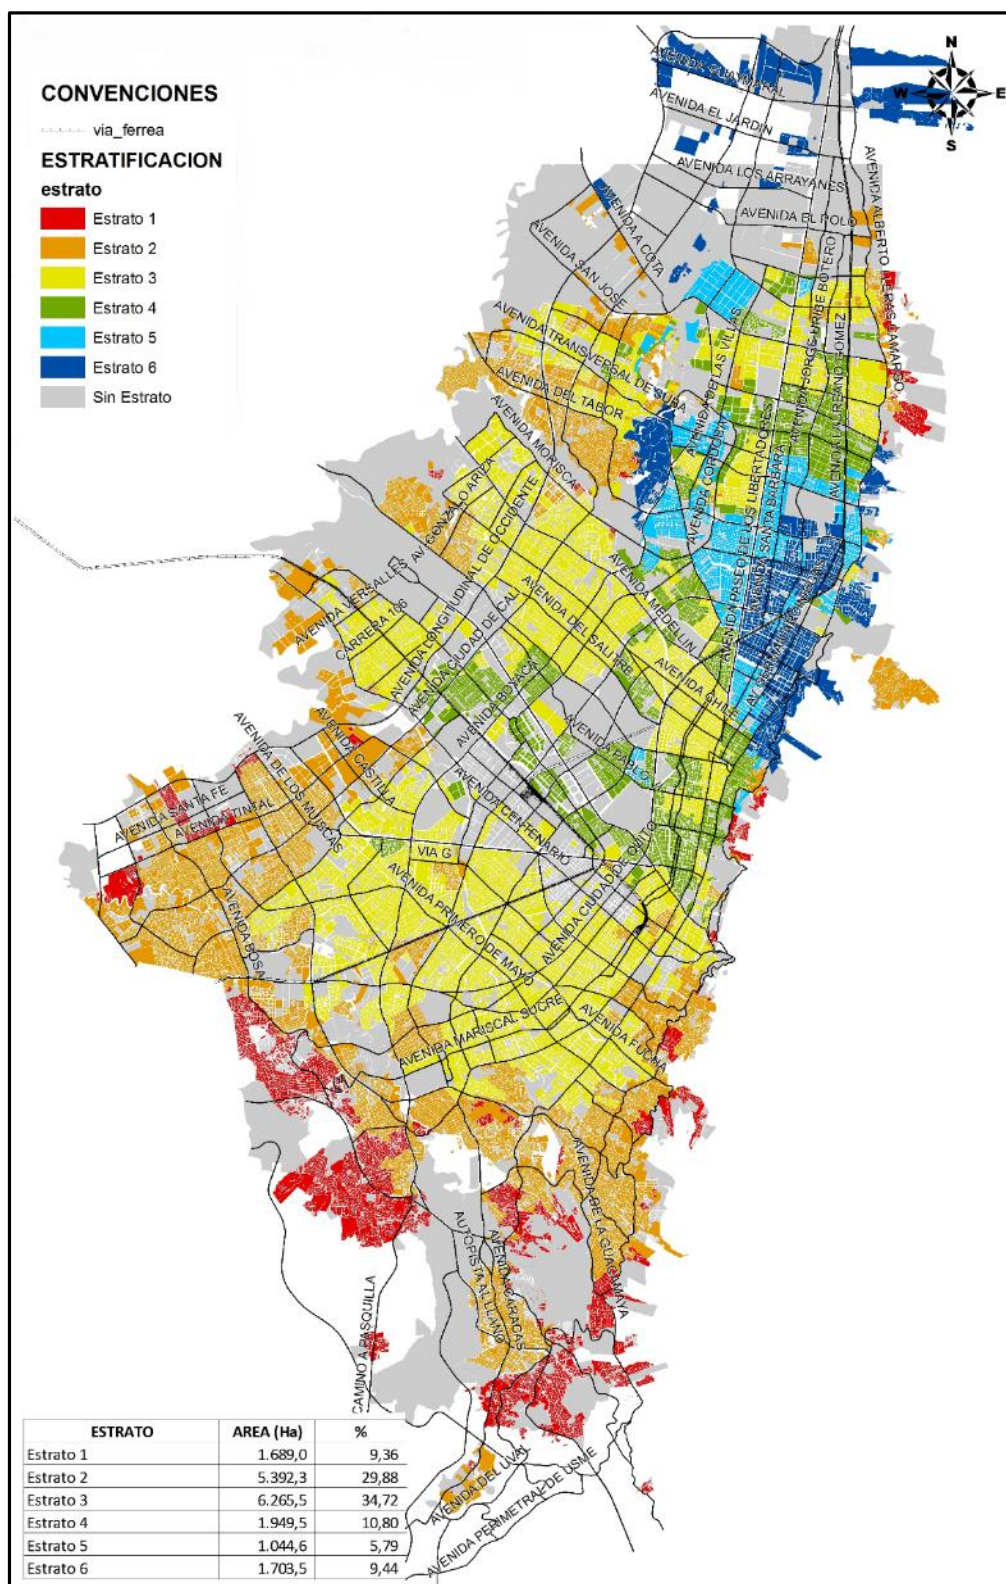 N
W
E
S
CONVENCIONES
via_ferrea
ESTRATIFICACION
estrato
Estrato 1
Estrato 2
Estrato 3
Estrato 4
Estrato 5
Estrato 6
Sin Estrato
AVENIDA GUAYMARAL
AVENIDA EL JARDIN
AVENIDA LOS ARRAYANES
AVENIDA EL POLO
AVENIDA A COTA
AVENIDA SAN JOSE
AVENIDA ALBERTO LLERAS CAMARGO
AVENIDA JORGE URIBE BOTERO
AVENIDA LAUREANO GOMEZ
AVENIDA TRANSVERSAL DE SUBA
AVENIDA DEL TABOR
AVENIDA DE LAS VILLAS
AVENIDA CORDOBA
AVENIDA PASEO DE LOS LIBERTADORES
AVENIDA SANTA BARBARA
AVENIDA MORISCA
AV. GONZALO ARIZA
AVENIDA LONGITUDINAL DE OCCIDENTE
AVENIDA CIUDAD DE CALI
AVENIDA VERSALLES
CARRERA 106
AVENIDA MEDELLIN
AVENIDA DEL SALITRE
AVENIDA CHILE
AVENIDA BOYACA
AVENIDA PABLO
AVENIDA CASTILLA
AVENIDA DE LOS MUISCAS
AVENIDA SANTA FE
AVENIDA TINTAL
AVENIDA CENTENARIO
VIA G
AVENIDA CIUDAD DE QUITO
AVENIDA PRIMERO DE MAYO
AVENIDA BOSA
AVENIDA MARISCAL SUCRE
AVENIDA FUCHA
AVENIDA DE LA GUACAMAYA
AUTOPISTA AL LLANO
AVENIDA CARACAS
CAMINO A PASQUILLA
AVENIDA DEL UVAL
AVENIDA PERIMETRAL DE USME
ESTRATO AREA (Ha) %
Estrato 1 1.689,0 9,36
Estrato 2 5.392,3 29,88
Estrato 3 6.265,5 34,72
Estrato 4 1.949,5 10,80
Estrato 5 1.044,6 5,79
Estrato 6 1.703,5 9,44